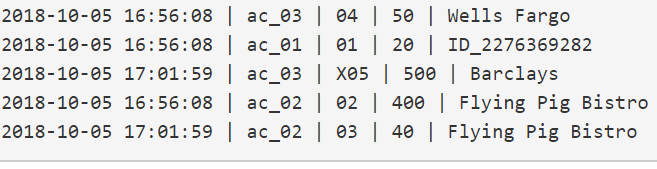 2018-10-05 16:56:08 | ac_03 | 04 | 50 | Wells Fargo
2018-10-05 16:56:08 | ac_01 | 01 | 20 | ID_2276369282
2018-10-05 17:01:59 | ac_03 | X05 | 500 | Barclays
2018-10-05 16:56:08 | ac_02 | 02 | 400 | Flying Pig Bistro
2018-10-05 17:01:59 | ac_02 | 03 | 40 | Flying Pig Bistro